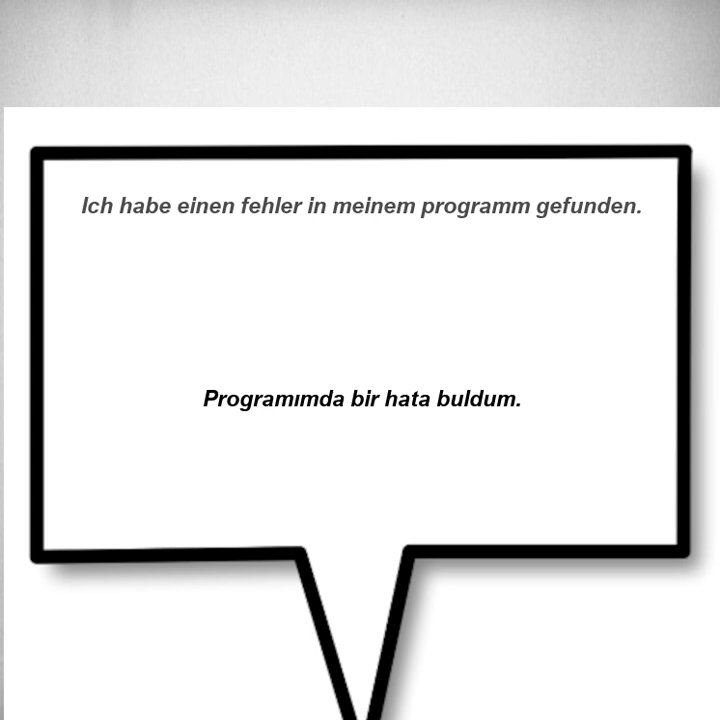 Ich habe einen fehler in meinem programm gefunden.
Programımda bir hata buldum.